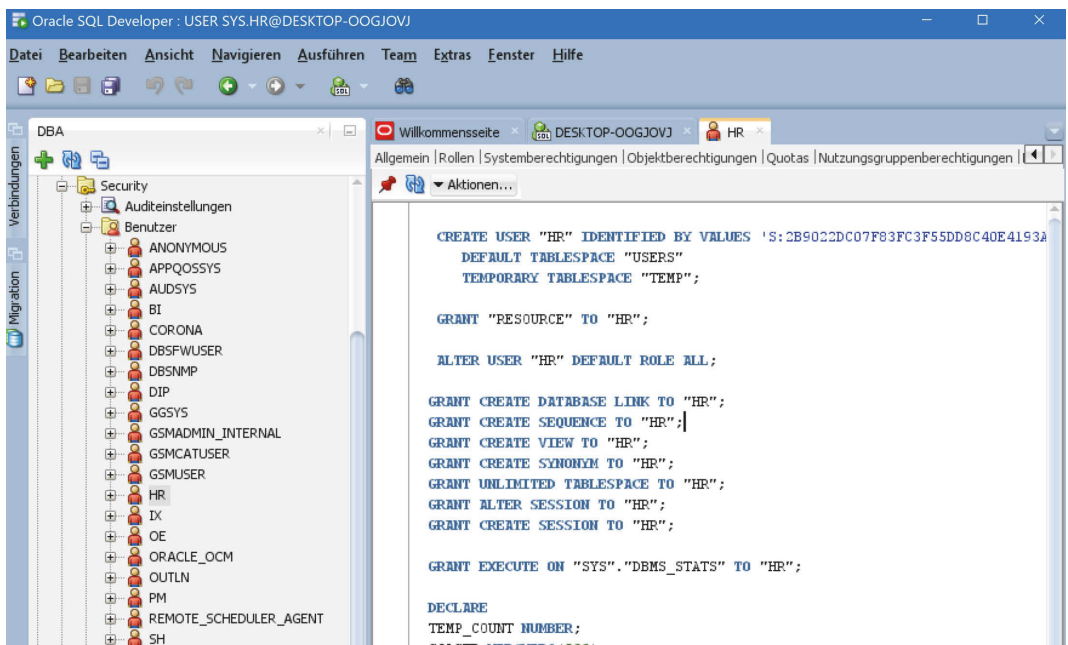 Oracle SQL Developer : USER SYS.HR@DESKTOP-OOGJOVJ
Datei Bearbeiten Ansicht Navigieren Ausführen Team Extras Fenster Hilfe
SQL
Verbindungen
Migration
DBA
Security
Auditeinstellungen
Benutzer
ANONYMOUS
APPQOSSYS
AUDSYS
BI
CORONA
DBSFWUSER
DBSNMP
DIP
GGSYS
GSMADMIN_INTERNAL
GSMCATUSER
GSMUSER
HR
IX
OE
ORACLE_OCM
OUTLN
PM
REMOTE_SCHEDULER_AGENT
SH
Willkommensseite DESKTOP-OOGJOVJ HR
Allgemein | Rollen | Systemberechtigungen | Objektberechtigungen | Quotas | Nutzungsgruppenberechtigungen |
Aktionen...
CREATE USER "HR" IDENTIFIED BY VALUES 'S:2B9022DC07F83FC3F55DD8C40E4193A
DEFAULT TABLESPACE "USERS"
TEMPORARY TABLESPACE "TEMP";
GRANT "RESOURCE" TO "HR";
ALTER USER "HR" DEFAULT ROLE ALL;
GRANT CREATE DATABASE LINK TO "HR";
GRANT CREATE SEQUENCE TO "HR";
GRANT CREATE VIEW TO "HR";
GRANT CREATE SYNONYM TO "HR";
GRANT UNLIMITED TABLESPACE TO "HR";
GRANT ALTER SESSION TO "HR";
GRANT CREATE SESSION TO "HR";
GRANT EXECUTE ON "SYS"."DBMS_STATS" TO "HR";
DECLARE
TEMP_COUNT NUMBER;